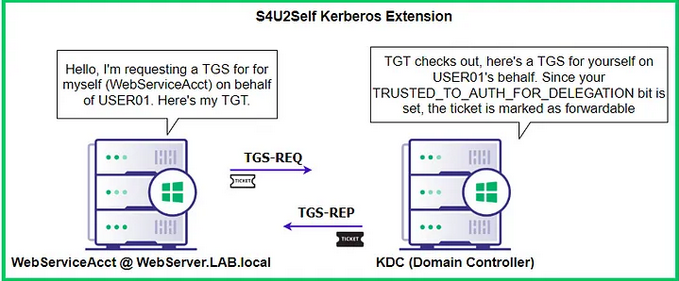 S4U2Self Kerberos Extension
Hello, I'm requesting a TGS for for
myself (WebServiceAcct) on behalf
of USER01. Here's my TGT.
TGT checks out, here's a TGS for yourself on
USER01's behalf. Since your
TRUSTED_TO_AUTH_FOR_DELEGATION bit is
set, the ticket is marked as forwardable
TGS-REQ
TICKET
TGS-REP
TICKET
WebServiceAcct @ WebServer.LAB.local
KDC (Domain Controller)